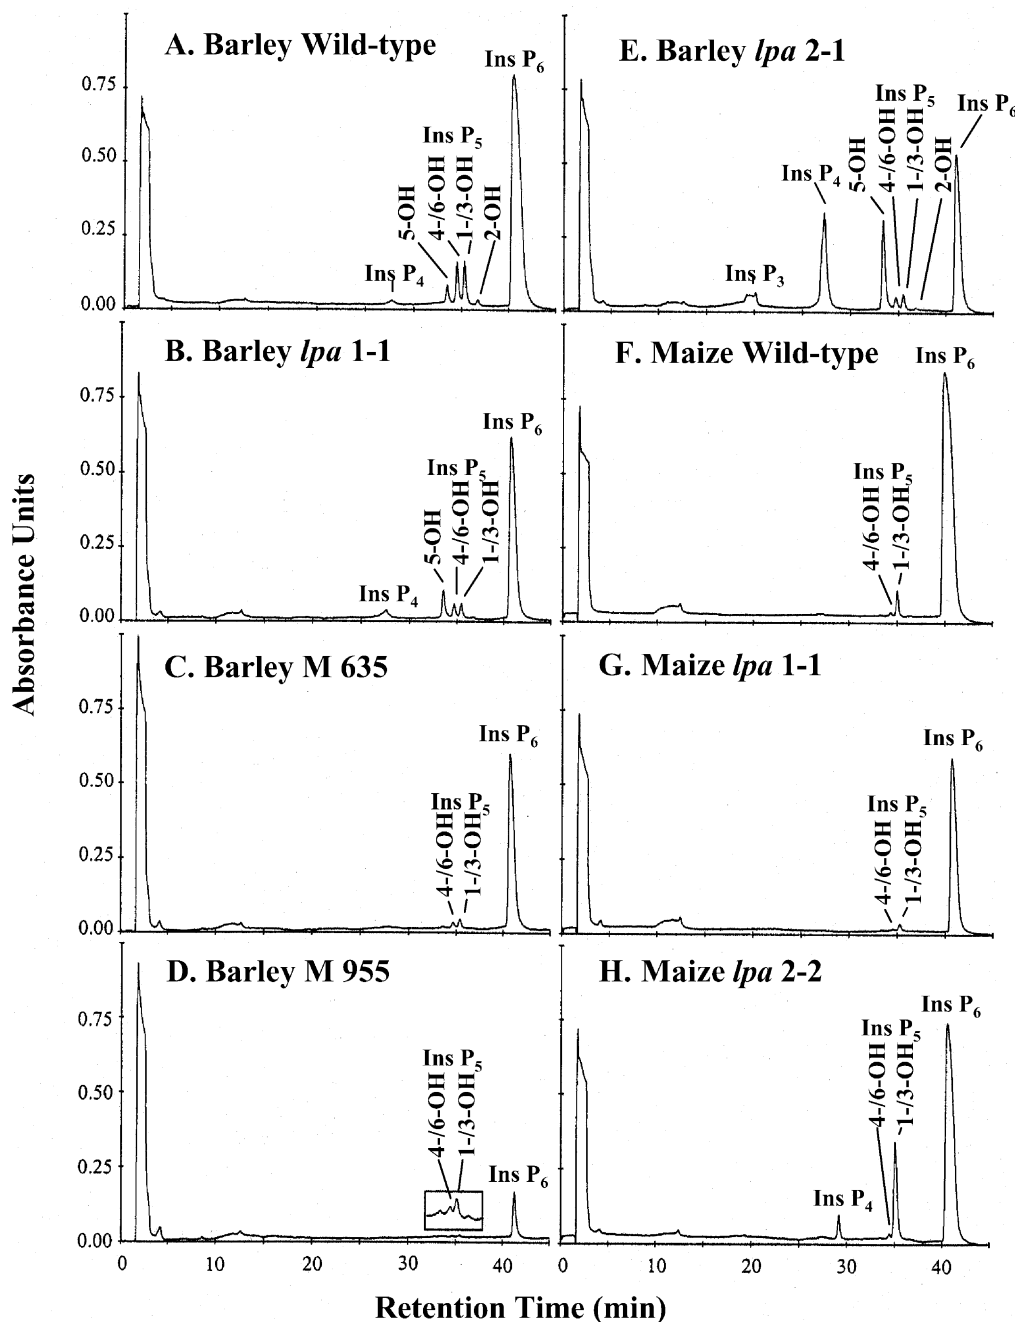 A. Barley Wild-type
Ins P6
Ins P5
5-OH
4-/6-OH
1-/3-OH
2-OH
Ins P4
0.75
0.50
0.25
0.00
E. Barley lpa 2-1
Ins P5
Ins P6
5-OH
4-/6-OH
1-/3-OH
2-OH
Ins P4
Ins P3
B. Barley lpa 1-1
Ins P6
Ins P5
5-OH
4-/6-OH
1-/3-OH
Ins P4
0.75
0.50
0.25
0.00
F. Maize Wild-type
Ins P6
Ins P5
4-/6-OH
1-/3-OH
C. Barley M 635
Ins P6
Ins P5
4-/6-OH
1-/3-OH
0.75
0.50
0.25
0.00
G. Maize lpa 1-1
Ins P6
Ins P5
4-/6-OH
1-/3-OH
D. Barley M 955
Ins P5
4-/6-OH
1-/3-OH
Ins P6
0.75
0.50
0.25
0.00
0 10 20 30 40
H. Maize lpa 2-2
Ins P6
Ins P5
4-/6-OH
1-/3-OH
Ins P4
0 10 20 30 40
Absorbance Units
Retention Time (min)